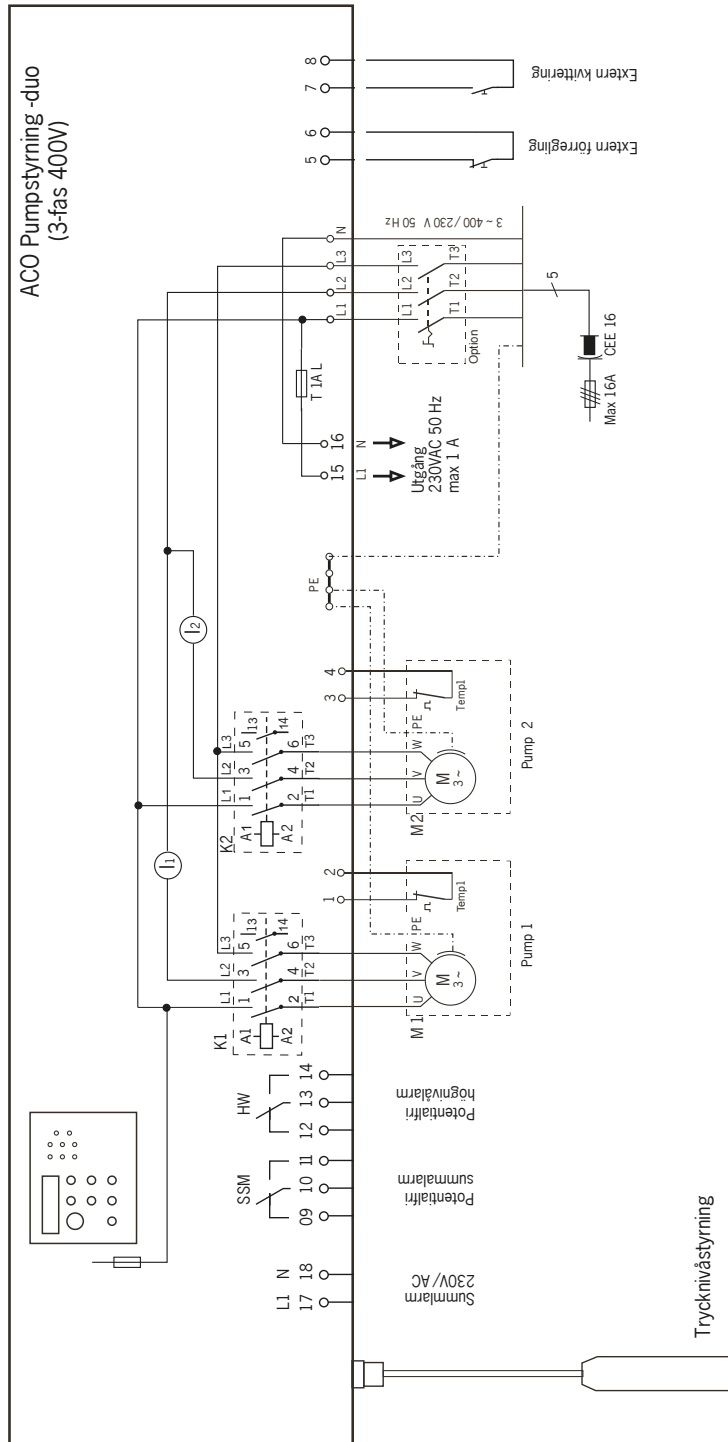 ACO Pumpstyrning -duo
(3-fas 400V)
8
7
Extern kvittering
6
5
Extern förregling
N
L3
L2
L1
3 ~ 400 / 230 V 50 Hz
L1 L2 L3
T1 T2 T3
Option
5
CEE 16
Max 16A
T 1A L
15 16
L1 N
Utgång
230VAC 50 Hz
max 1 A
PE
I2
I1
K2
L1 L2 L3
1 3 5 13
A1
A2
2 4 6 14
T1 T2 T3
3 4
U V W PE
M
3 ~
Temp1
M2
Pump 2
K1
L1 L2 L3
1 3 5 13
A1
A2
2 4 6 14
T1 T2 T3
1 2
U V W PE
M
3 ~
Temp1
M1
Pump 1
HW
12 13 14
Potentialfri
högnivålarm
SSM
09 10 11
Potentialfri
summalarm
L1 N
17 18
Summlarm
230V/AC
Trycknivåstyrning